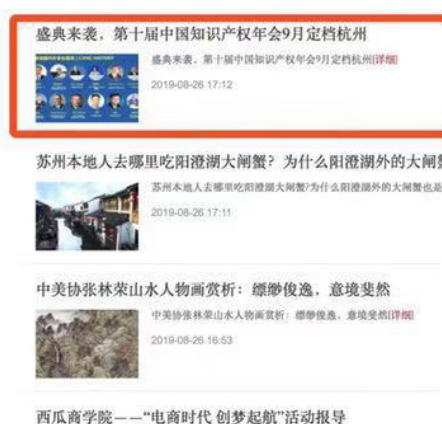 盛典来袭，第十届中国知识产权年会9月定档杭州
盛典来袭，第十届中国知识产权年会9月定档杭州[详细]
2019-08-26 17:12
苏州本地人去哪里吃阳澄湖大闸蟹？为什么阳澄湖外的大闸蟹
苏州本地人去哪里吃阳澄湖大闸蟹?为什么阳澄湖外的大闸蟹也是
2019-08-26 17:11
中美协张林荣山水人物画赏析：缥缈俊逸，意境斐然
中美协张林荣山水人物画赏析：缥缈俊逸，意境斐然[详细]
2019-08-26 16:53
西瓜商学院——“电商时代 创梦起航”活动报导